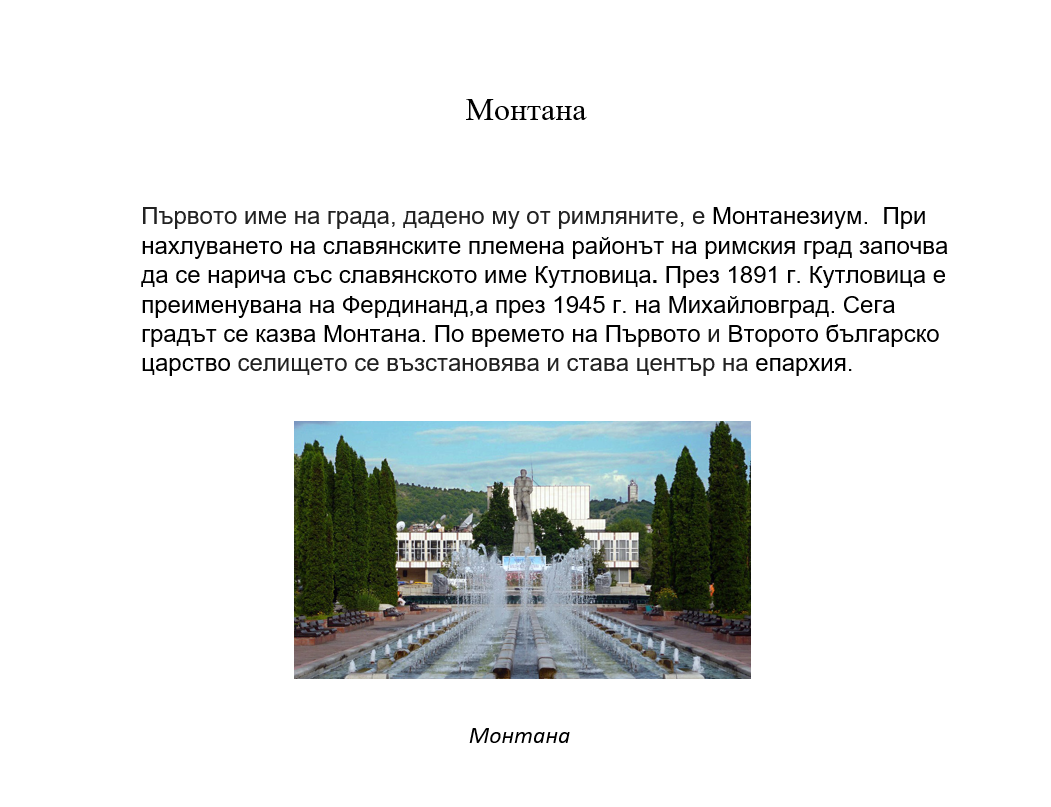 Монтана
Първото име на града, дадено му от римляните, е Монтанезиум.  При
нахлуването на славянските племена районът на римския град започва
да се нарича със славянското име Кутловица. През 1891 г. Кутловица е
преименувана на Фердинанд,а през 1945 г. на Михайловград. Сега
градът се казва Монтана. По времето на Първото и Второто българско
царство селището се възстановява и става център на епархия.
Монтана